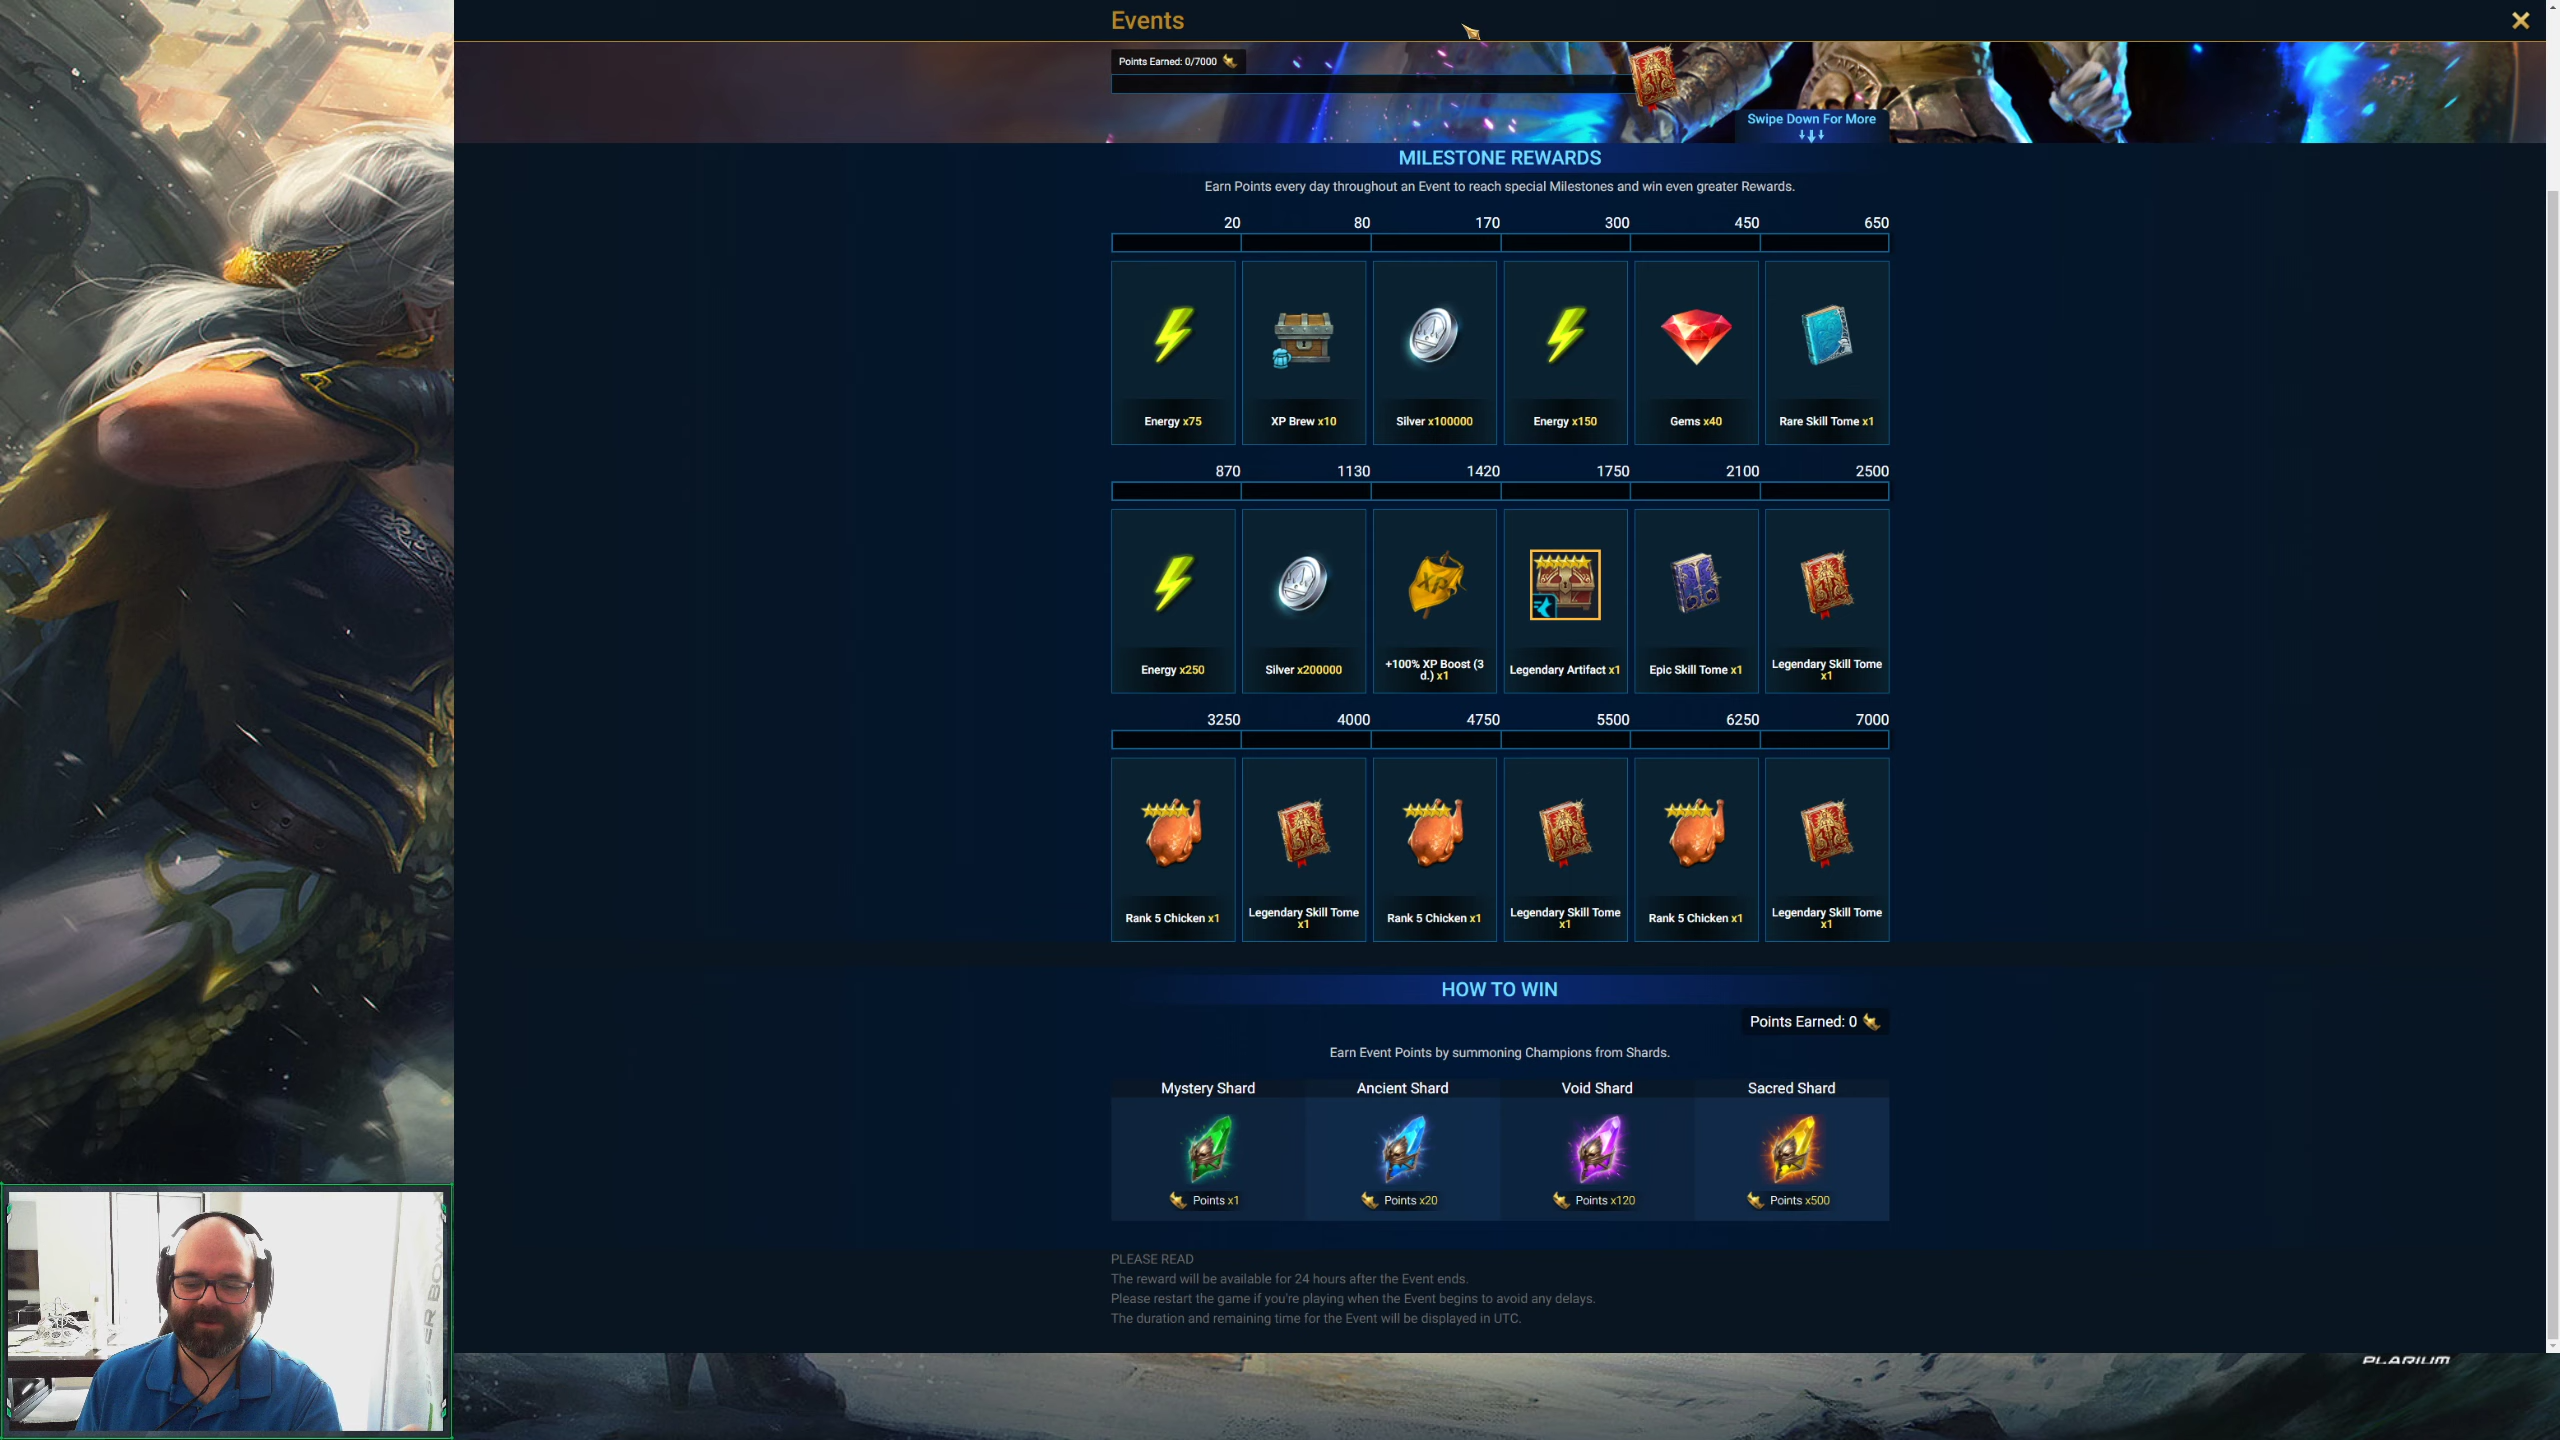 Events
Points Earned: 0/7000
Swipe Down For More
MILESTONE REWARDS
Earn Points every day throughout an Event to reach special Milestones and win even greater Rewards.
20 80 170 300 450 650
Energy x75 XP Brew x10 Silver x100000 Energy x150 Gems x40 Rare Skill Tome x1
870 1130 1420 1750 2100 2500
XP
Energy x250 Silver x200000 +100% XP Boost (3 d.) x1 Legendary Artifact x1 Epic Skill Tome x1 Legendary Skill Tome x1
3250 4000 4750 5500 6250 7000
Rank 5 Chicken x1 Legendary Skill Tome x1 Rank 5 Chicken x1 Legendary Skill Tome x1 Rank 5 Chicken x1 Legendary Skill Tome x1
HOW TO WIN
Points Earned: 0
Earn Event Points by summoning Champions from Shards.
Mystery Shard Ancient Shard Void Shard Sacred Shard
Points x1 Points x20 Points x120 Points x500
PLEASE READ
The reward will be available for 24 hours after the Event ends.
Please restart the game if you're playing when the Event begins to avoid any delays.
The duration and remaining time for the Event will be displayed in UTC.
PLARIUM